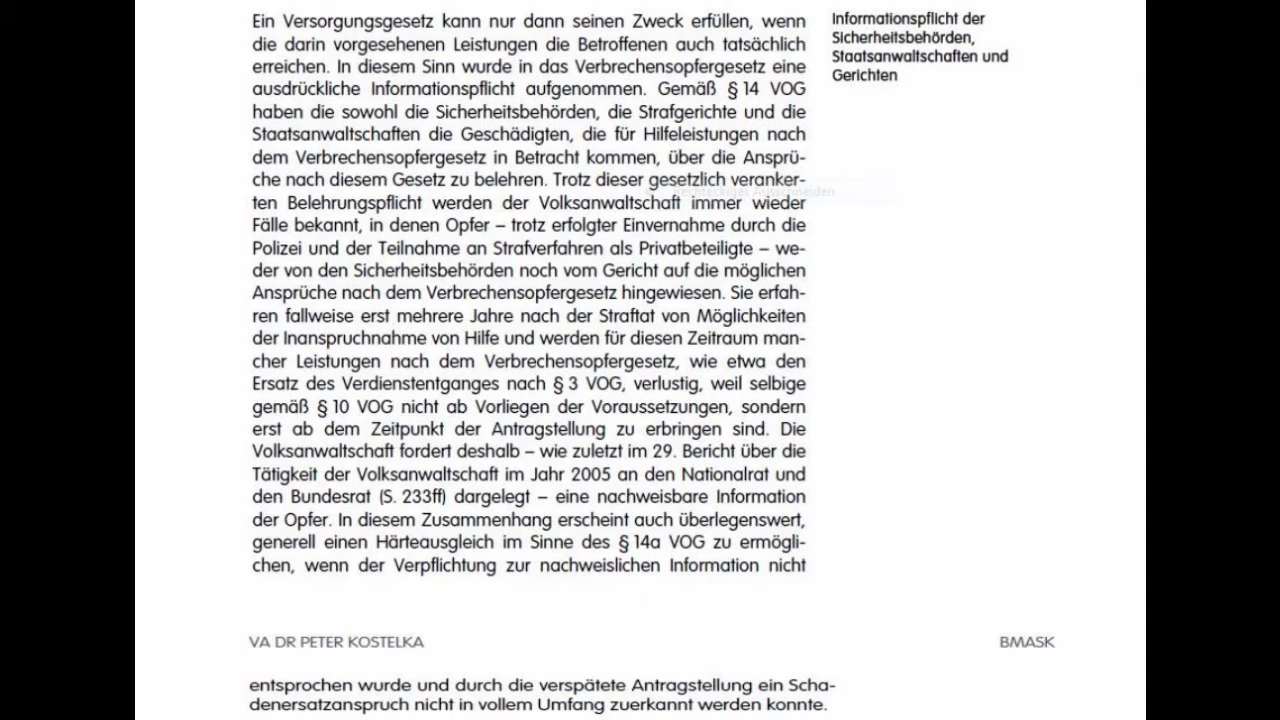 Ein Versorgungsgesetz kann nur dann seinen Zweck erfüllen, wenn
die darin vorgesehenen Leistungen die Betroffenen auch tatsächlich
erreichen. In diesem Sinn wurde in das Verbrechensopfergesetz eine
ausdrückliche Informationspflicht aufgenommen. Gemäß § 14 VOG
haben die sowohl die Sicherheitsbehörden, die Strafgerichte und die
Staatsanwaltschaften die Geschädigten, die für Hilfeleistungen nach
dem Verbrechensopfergesetz in Betracht kommen, über die Ansprü-
che nach diesem Gesetz zu belehren. Trotz dieser gesetzlich veranker-
ten Belehrungspflicht werden der Volksanwaltschaft immer wieder
Fälle bekannt, in denen Opfer – trotz erfolgter Einvernahme durch die
Polizei und der Teilnahme an Strafverfahren als Privatbeteiligte – we-
der von den Sicherheitsbehörden noch vom Gericht auf die möglichen
Ansprüche nach dem Verbrechensopfergesetz hingewiesen. Sie erfah-
ren fallweise erst mehrere Jahre nach der Straftat von Möglichkeiten
der Inanspruchnahme von Hilfe und werden für diesen Zeitraum man-
cher Leistungen nach dem Verbrechensopfergesetz, wie etwa den
Ersatz des Verdienstentganges nach § 3 VOG, verlustig, weil selbige
gemäß § 10 VOG nicht ab Vorliegen der Voraussetzungen, sondern
erst ab dem Zeitpunkt der Antragstellung zu erbringen sind. Die
Volksanwaltschaft fordert deshalb – wie zuletzt im 29. Bericht über die
Tätigkeit der Volksanwaltschaft im Jahr 2005 an den Nationalrat und
den Bundesrat (S. 233ff) dargelegt – eine nachweisbare Information
der Opfer. In diesem Zusammenhang erscheint auch überlegenswert,
generell einen Härteausgleich im Sinne des § 14a VOG zu ermögli-
chen, wenn der Verpflichtung zur nachweislichen Information nicht
Informationspflicht der
Sicherheitsbehörden,
Staatsanwaltschaften und
Gerichten
Rechteckiges Ausschneiden
VA DR PETER KOSTELKA
BMASK
entsprochen wurde und durch die verspätete Antragstellung ein Scha-
denersatzanspruch nicht in vollem Umfang zuerkannt werden konnte.